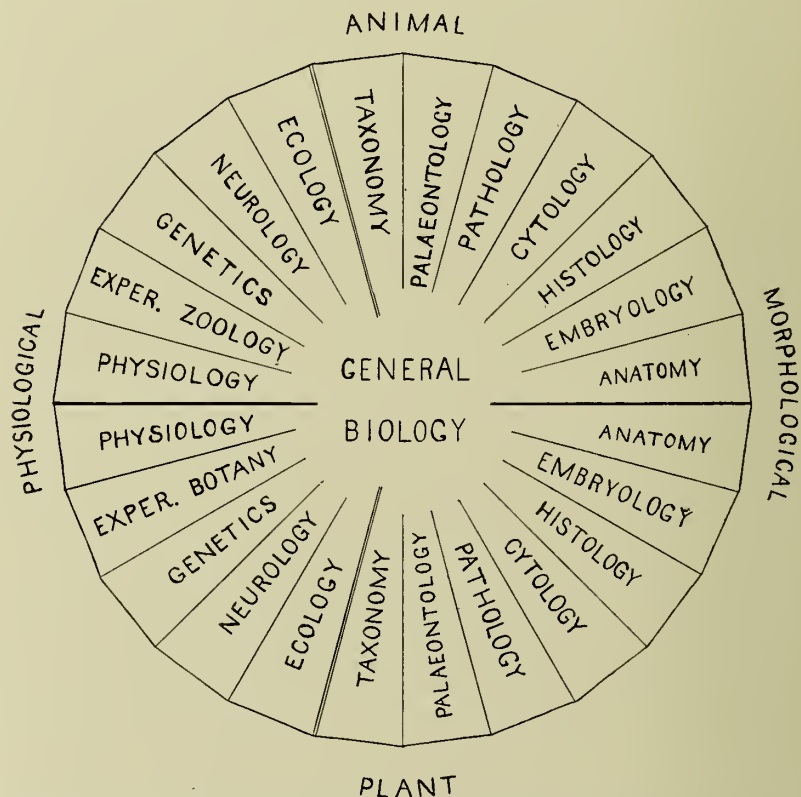 ANIMAL
TAXONOMY
PALAEONTOLOGY
PATHOLOGY
CYTOLOGY
HISTOLOGY
EMBRYOLOGY
ANATOMY
MORPHOLOGICAL
ANATOMY
EMBRYOLOGY
HISTOLOGY
CYTOLOGY
PATHOLOGY
PALAEONTOLOGY
TAXONOMY
ECOLOGY
NEUROLOGY
GENETICS
EXPER. BOTANY
PHYSIOLOGY
PHYSIOLOGICAL
PHYSIOLOGY
EXPER. ZOOLOGY
GENETICS
NEUROLOGY
ECOLOGY
GENERAL
BIOLOGY
PLANT